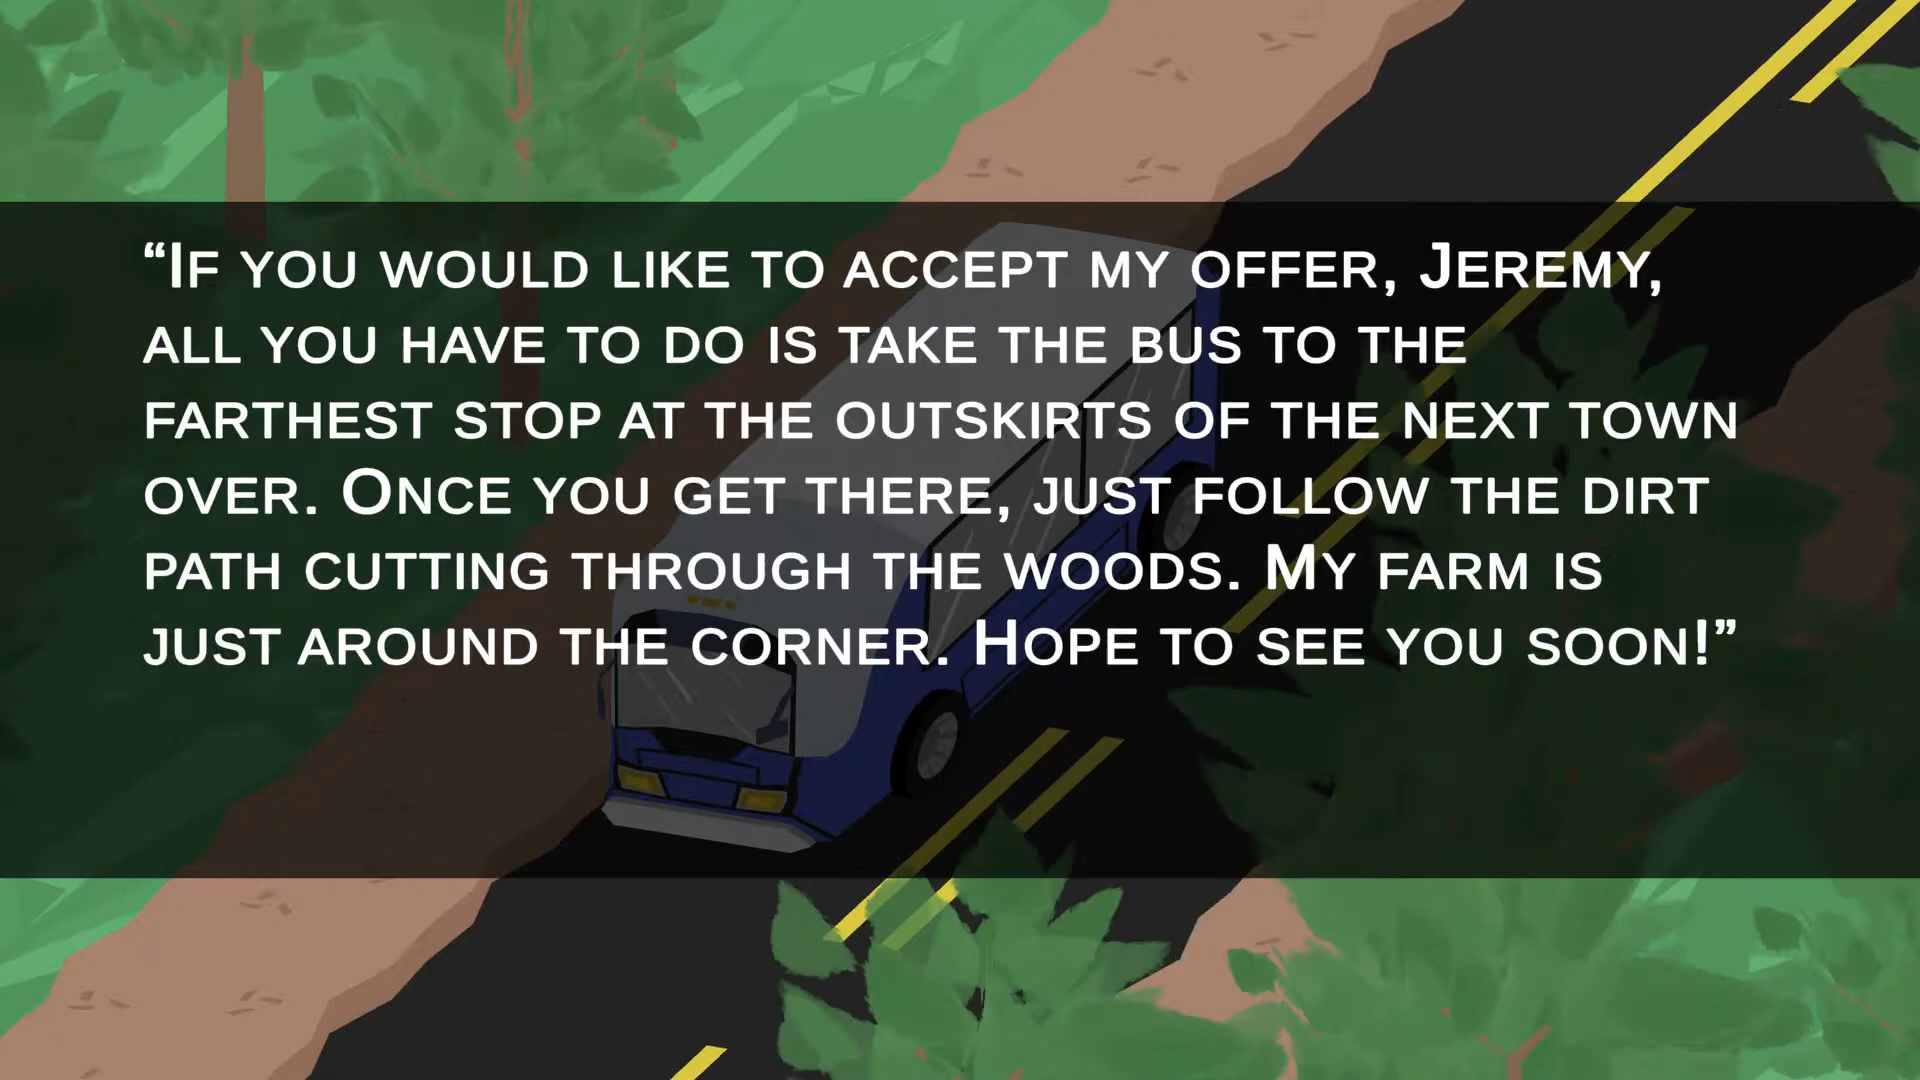 “If you would like to accept my offer, Jeremy,
all you have to do is take the bus to the
farthest stop at the outskirts of the next town
over. Once you get there, just follow the dirt
path cutting through the woods. My farm is
just around the corner. Hope to see you soon!”